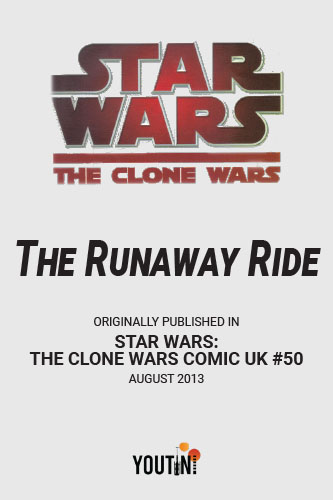 STAR
WARS
THE CLONE WARS
THE RUNAWAY RIDE
ORIGINALLY PUBLISHED IN
STAR WARS:
THE CLONE WARS COMIC UK #50
AUGUST 2013
YOUTINI